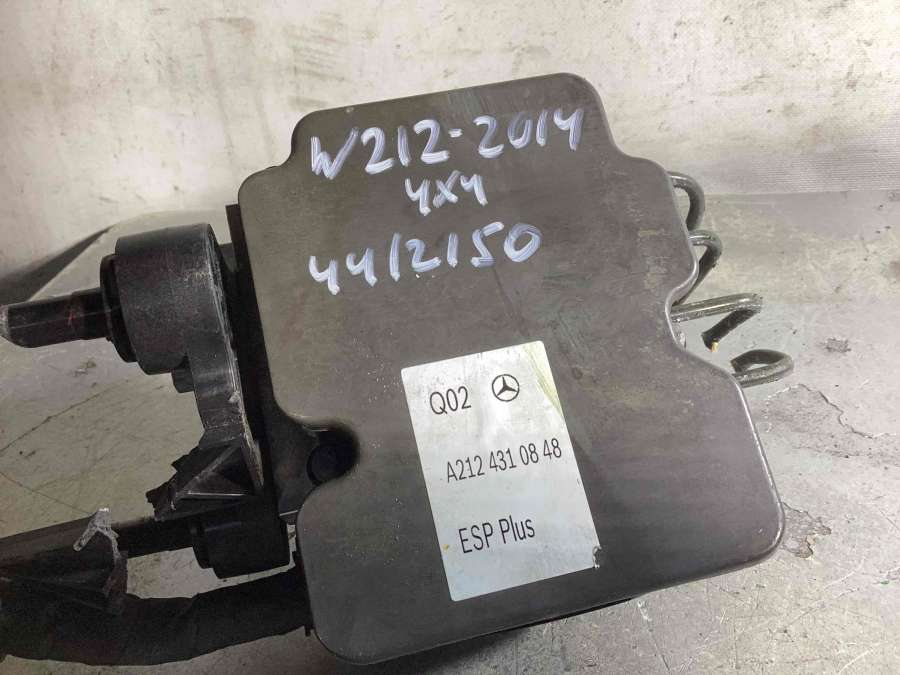 W212-2014
4x4
44/2150
Q02
A212 431 08 48
ESP Plus